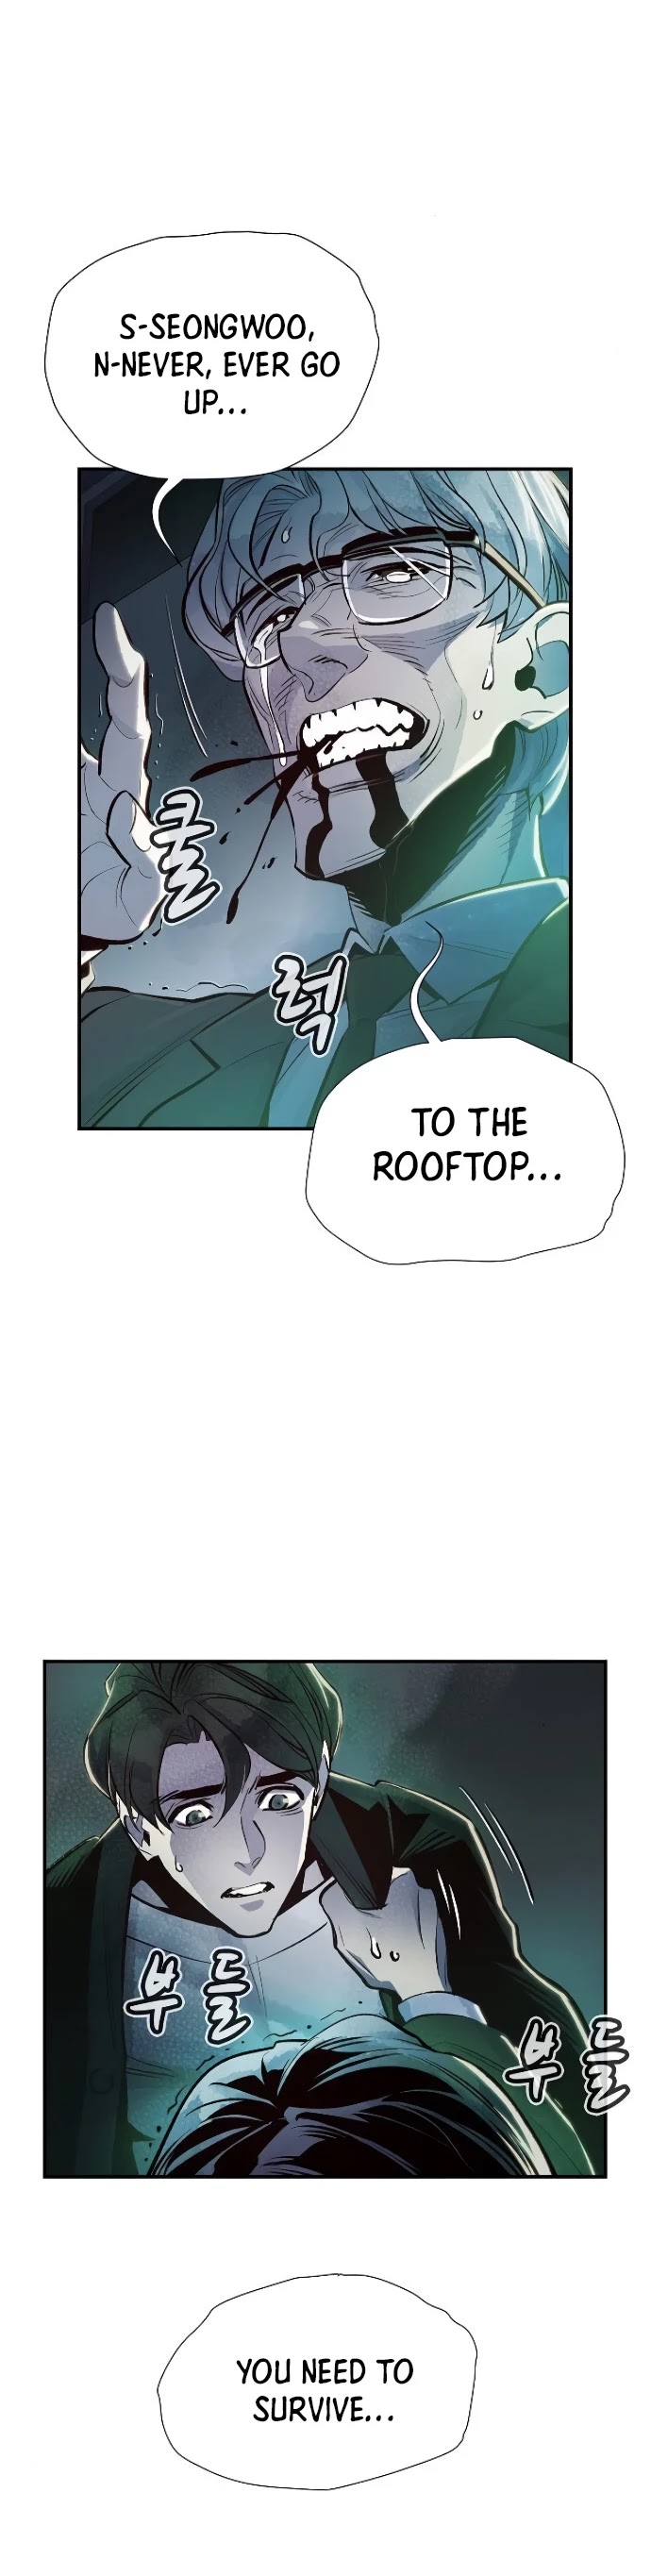 S-SEONGWOO,
N-NEVER, EVER GO
UP...
쿨
럭
TO THE
ROOFTOP...
부들
부들
YOU NEED TO
SURVIVE...